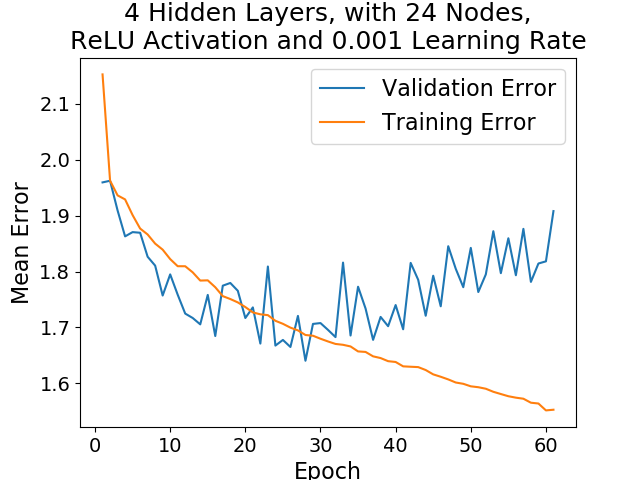 4 Hidden Layers, with 24 Nodes,
ReLU Activation and 0.001 Learning Rate
Validation Error
Training Error
Mean Error
2.1
2.0
1.9
1.8
1.7
1.6
0 10 20 30 40 50 60
Epoch